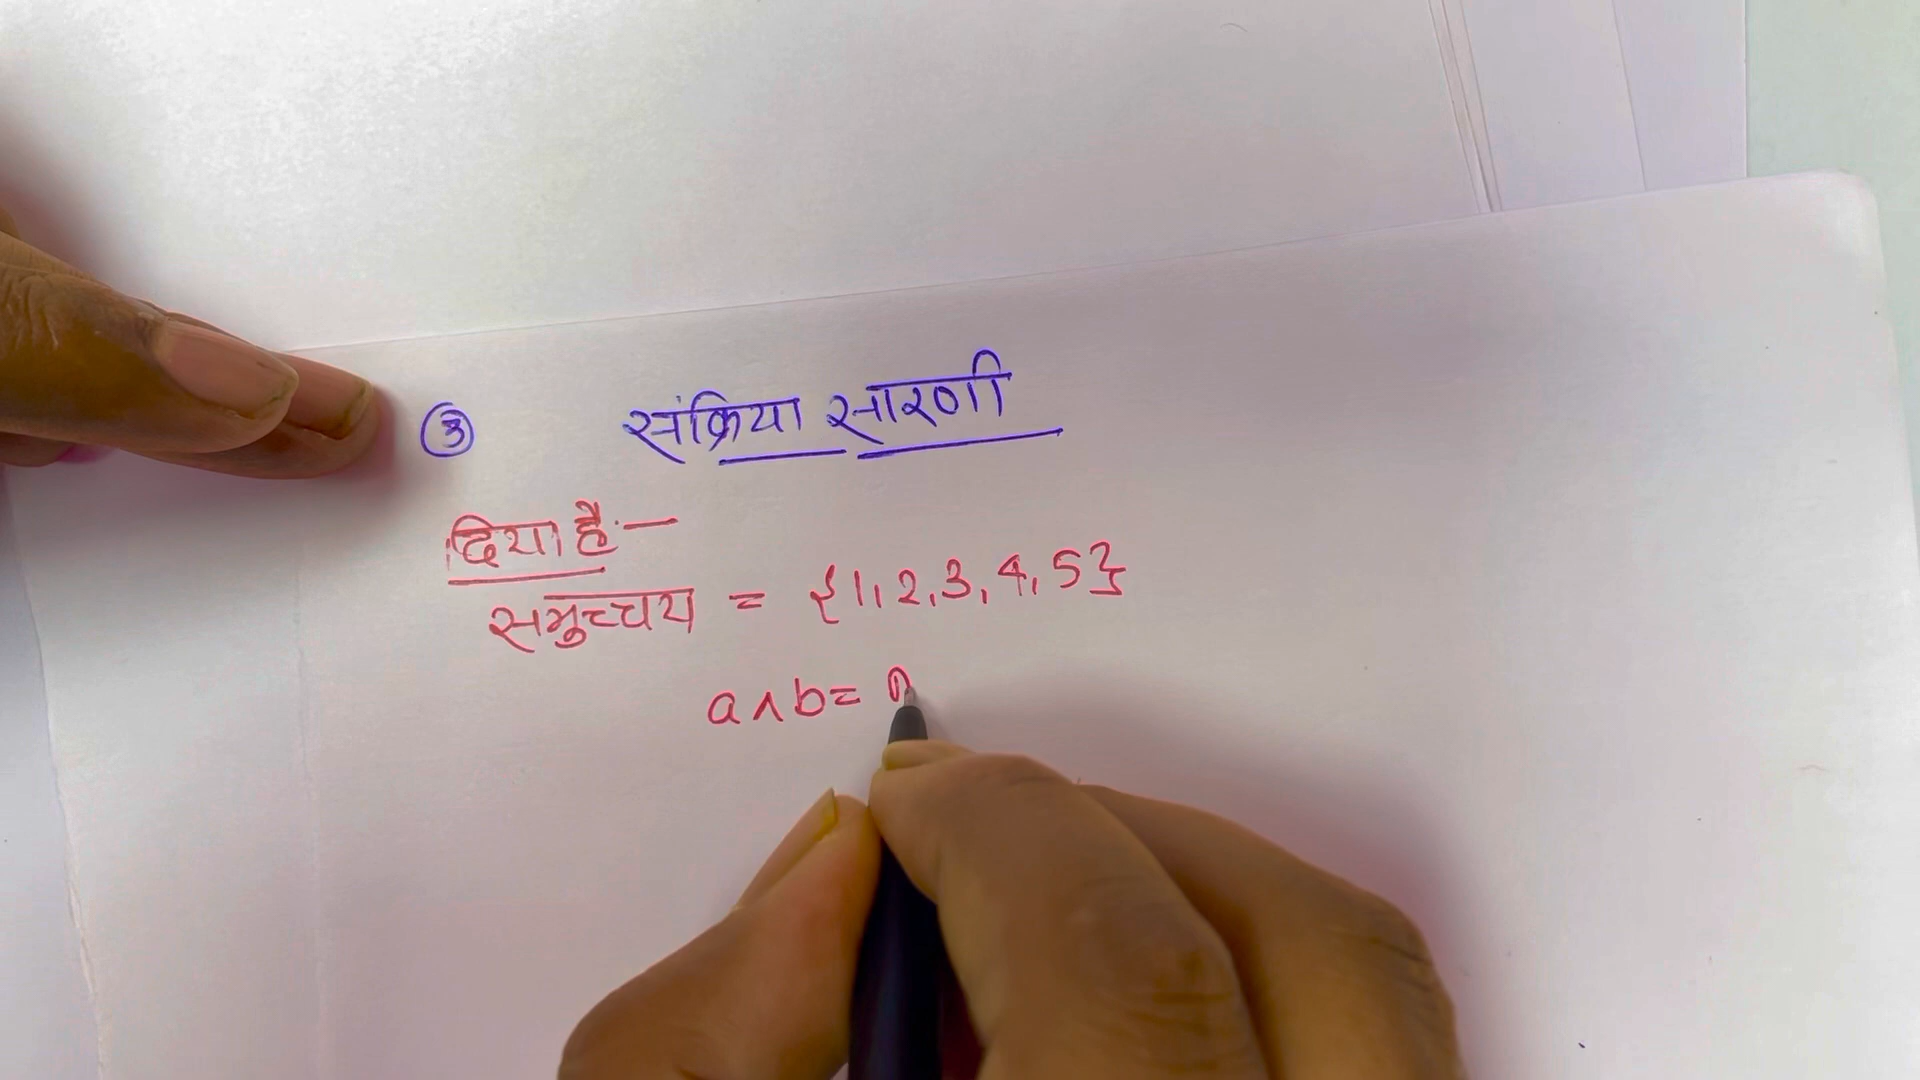 ③ संक्रिया सारणी
दिया है:—
समुच्चय = {1,2,3,4,5}
a∧b=